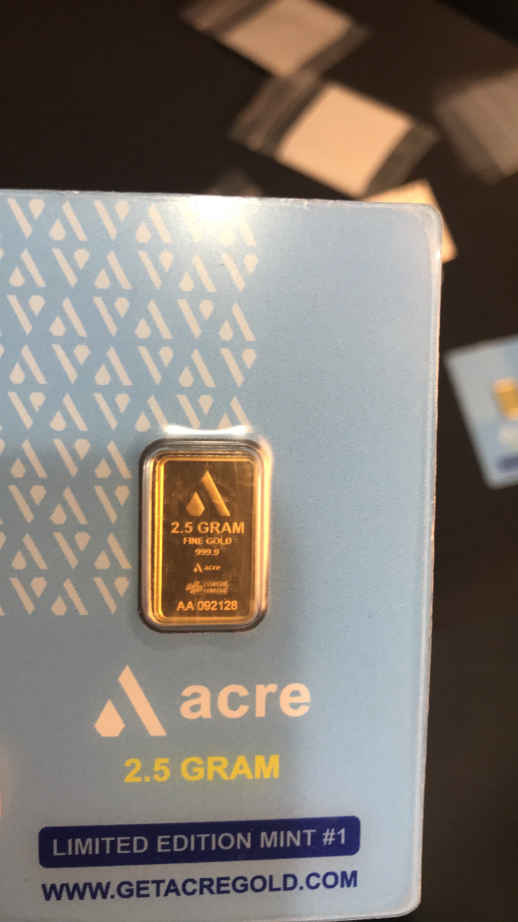 2.5 GRAM
FINE GOLD
999.9
acre
AA 092128
acre
2.5 GRAM
LIMITED EDITION MINT #1
WWW.GETACREGOLD.COM